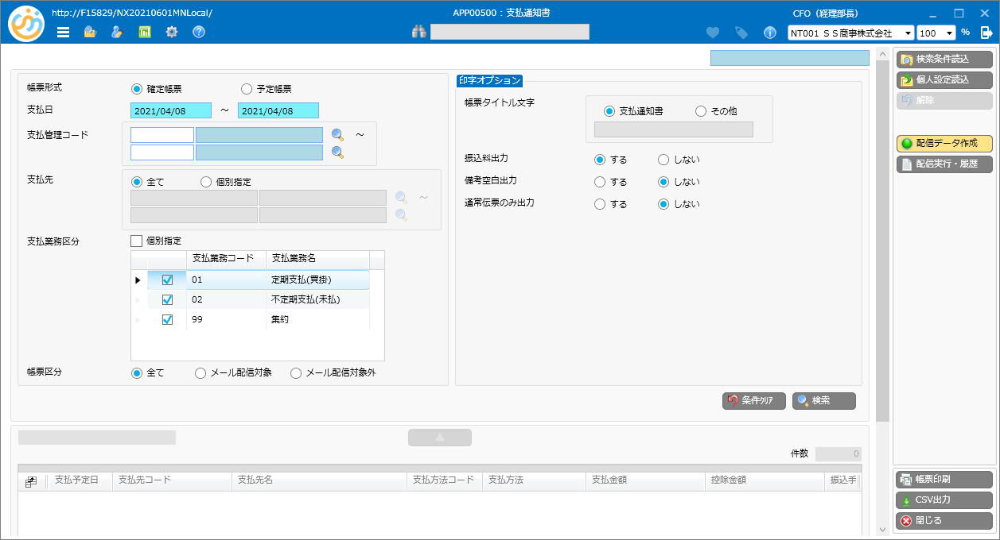 http://F15829/NX20210601MNLocal/
APP00500：支払通知書
CFO（経理部長）
NT001 ＳＳ商事株式会社
100
%
検索条件読込
個人設定読込
解除
配信データ作成
配信実行・履歴
帳票形式
確定帳票
予定帳票
支払日
2021/04/08
～
2021/04/08
支払管理コード
～
支払先
全て
個別指定
～
支払業務区分
個別指定
支払業務コード
支払業務名
01
定期支払(買掛)
02
不定期支払(未払)
99
集約
帳票区分
全て
メール配信対象
メール配信対象外
印字オプション
帳票タイトル文字
支払通知書
その他
振込料出力
する
しない
備考空白出力
する
しない
通常伝票のみ出力
する
しない
条件ｸﾘｱ
検索
件数
0
支払予定日
支払先コード
支払先名
支払方法コード
支払方法
支払金額
控除金額
振込手
帳票印刷
CSV出力
閉じる